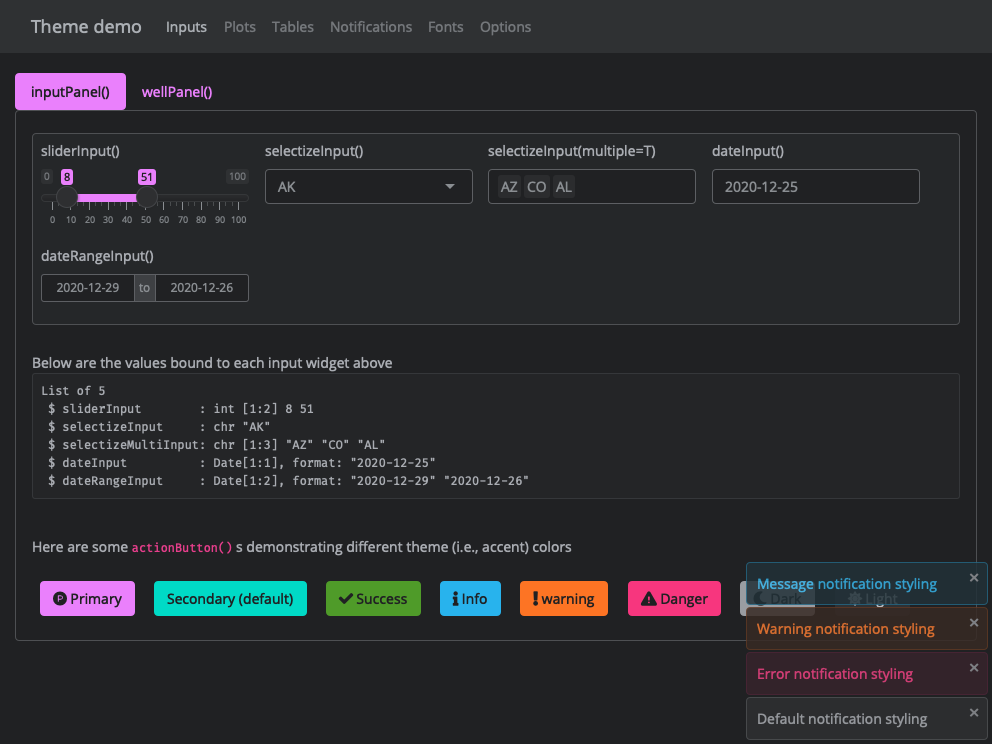 Theme demo Inputs Plots Tables Notifications Fonts Options
inputPanel() wellPanel()
sliderInput() selectizeInput() selectizeInput(multiple=T) dateInput()
0 8 51 100
AK AZ CO AL 2020-12-25
0 10 20 30 40 50 60 70 80 90 100
dateRangeInput()
2020-12-29 to 2020-12-26
Below are the values bound to each input widget above
List of 5
$ sliderInput : int [1:2] 8 51
$ selectizeInput : chr "AK"
$ selectizeMultiInput: chr [1:3] "AZ" "CO" "AL"
$ dateInput : Date[1:1], format: "2020-12-25"
$ dateRangeInput : Date[1:2], format: "2020-12-29" "2020-12-26"
Here are some actionButton() s demonstrating different theme (i.e., accent) colors
Primary Secondary (default) Success Info warning Danger Dark Light
Message notification styling ×
Warning notification styling ×
Error notification styling ×
Default notification styling ×